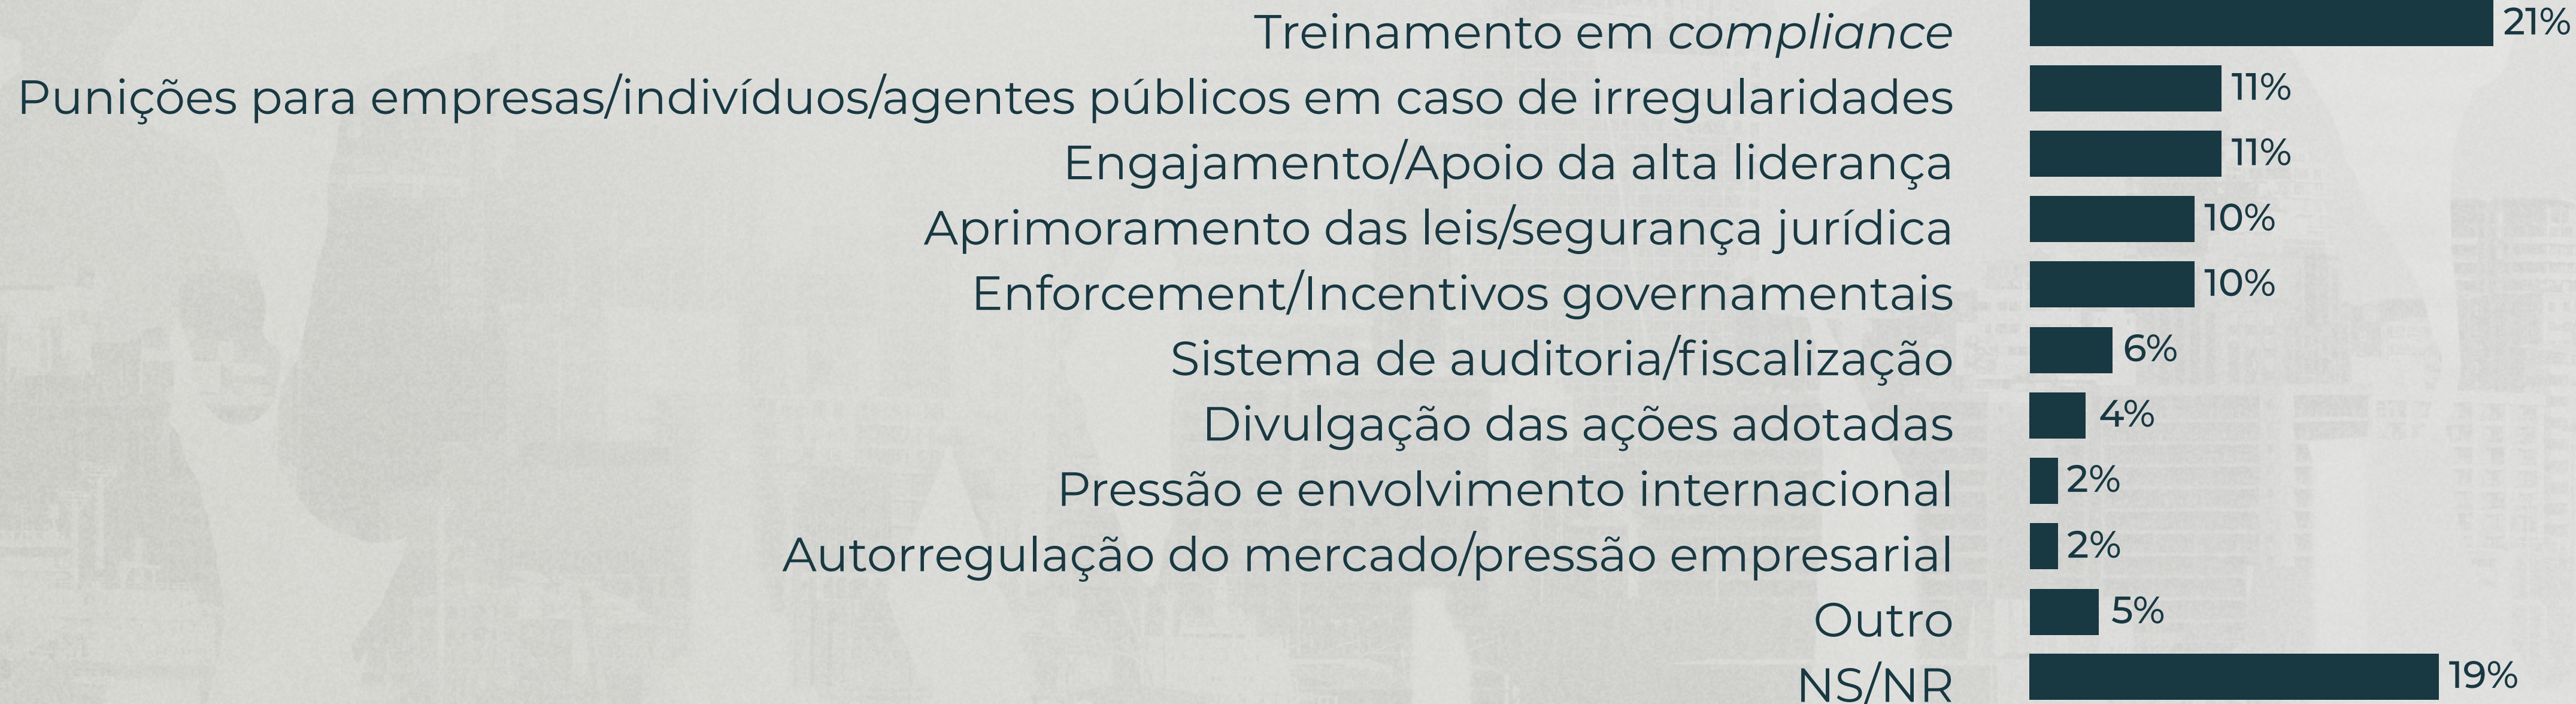 Treinamento em compliance 21%
Punições para empresas/indivíduos/agentes públicos em caso de irregularidades 11%
Engajamento/Apoio da alta liderança 11%
Aprimoramento das leis/segurança jurídica 10%
Enforcement/Incentivos governamentais 10%
Sistema de auditoria/fiscalização 6%
Divulgação das ações adotadas 4%
Pressão e envolvimento internacional 2%
Autorregulação do mercado/pressão empresarial 2%
Outro 5%
NS/NR 19%